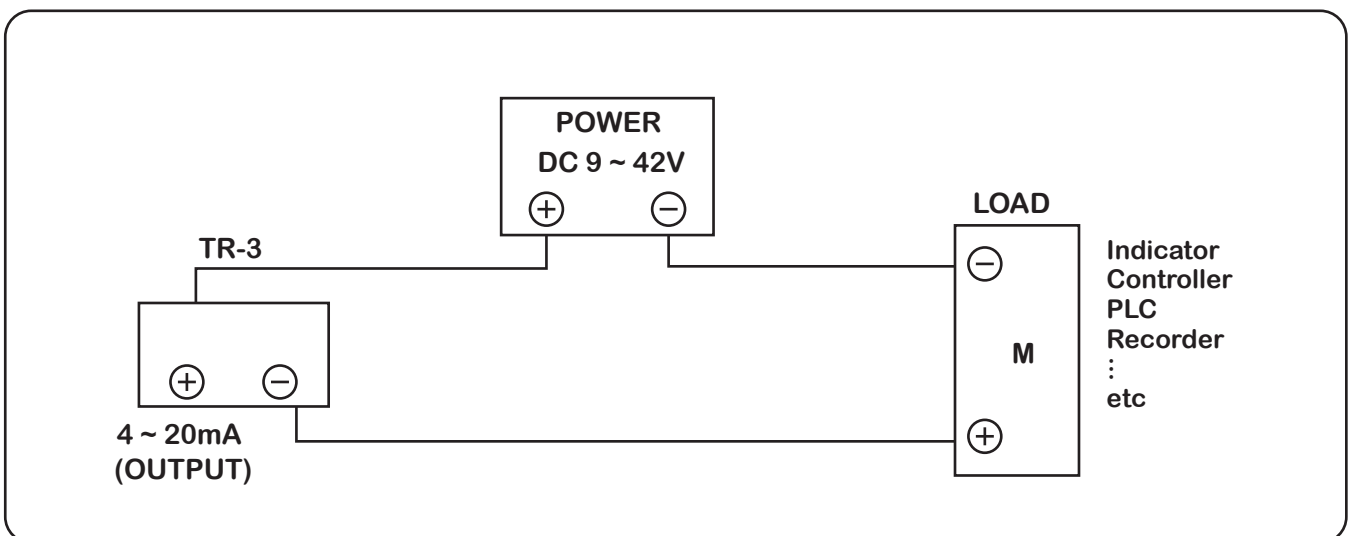 POWER
DC 9 ~ 42V
+ −
LOAD
TR-3
−
Indicator
Controller
PLC
Recorder
⋮
etc
M
+ −
4 ~ 20mA
(OUTPUT)
+